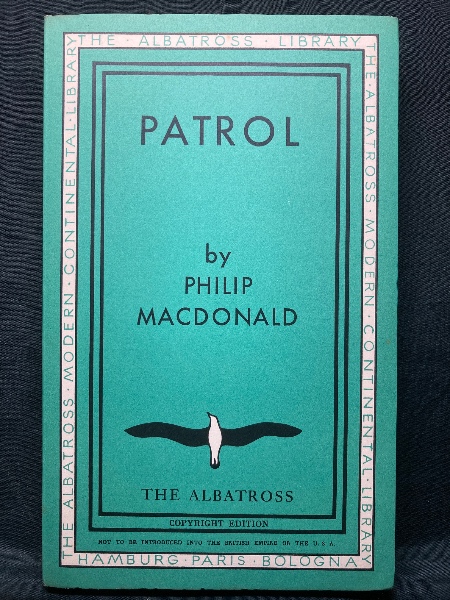 THE · ALBATROSS · LIBRARY
THE · ALBATROSS · MODERN · CONTINENTAL · LIBRARY
THE · ALBATROSS · MODERN · CONTINENTAL · LIBRARY
PATROL
by
PHILIP
MACDONALD
THE ALBATROSS
COPYRIGHT EDITION
NOT TO BE INTRODUCED INTO THE BRITISH EMPIRE OR THE U.S.A.
HAMBURG · PARIS · BOLOGNA